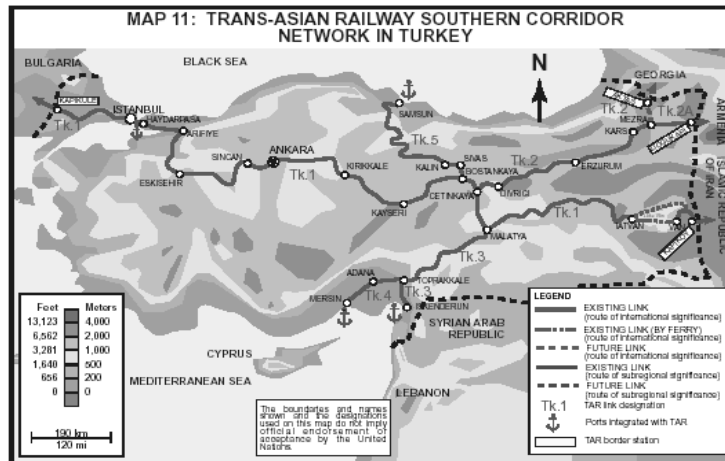 MAP 11: TRANS-ASIAN RAILWAY SOUTHERN CORRIDOR
NETWORK IN TURKEY
BULGARIA
BLACK SEA
N
GEORGIA
KAPIKULE
ISTANBUL
HAYDARPASA
Tk.1
ARIFIYE
SAMSUN
Tk.2
Tk.2A
MEZRA
KARS
ARMENIA
ISLANIC REPUBLIC
OF IRAN
Tk.5
SINCAN
ANKARA
ESKISEHIR
Tk.1
KIRIKKALE
KALIN
SIVAS
BOSTANKAYA
Tk.2
ERZURUM
CETINKAYA
DIVRIGI
KAYSERI
Tk.1
TATVAN
VAN
KAPIKOY
MALATYA
Tk.3
ADANA
TOPRAKKALE
MERSIN
Tk.4
Tk.3
ISKENDERUN
SYRIAN ARAB
REPUBLIC
CYPRUS
MEDITERRANEAN SEA
LEBANON
Feet Meters
13,123 4,000
6,562 2,000
3,281 1,000
1,640 500
656 200
0 0
190 km
120 mi
The boundaries and names
shown and the designations
used on this map do not imply
official endorsement of
acceptance by the United
Nations.
LEGEND
EXISTING LINK
(route of international significance)
EXISTING LINK (BY FERRY)
(route of international significance)
FUTURE LINK
(route of international significance)
EXISTING LINK
(route of subregional significance)
FUTURE LINK
(route of subregional significance)
Tk.1 TAR link designation
Ports integrated with TAR
TAR border station